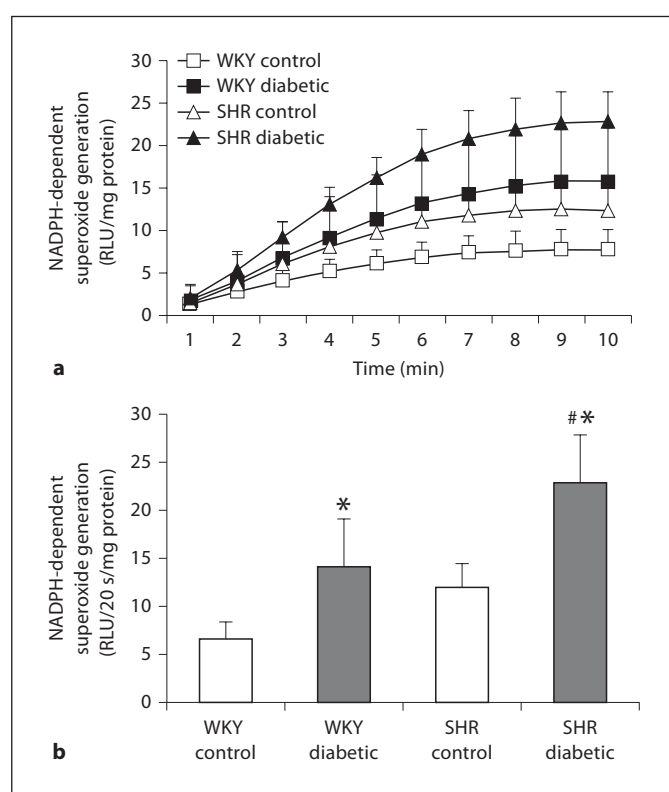 30
25
20
15
10
5
0
NADPH-dependent
superoxide generation
(RLU/mg protein)
WKY control
WKY diabetic
SHR control
SHR diabetic
1 2 3 4 5 6 7 8 9 10
Time (min)
a
30
25
20
15
10
5
0
NADPH-dependent
superoxide generation
(RLU/20 s/mg protein)
*
#*
WKY control
WKY diabetic
SHR control
SHR diabetic
b